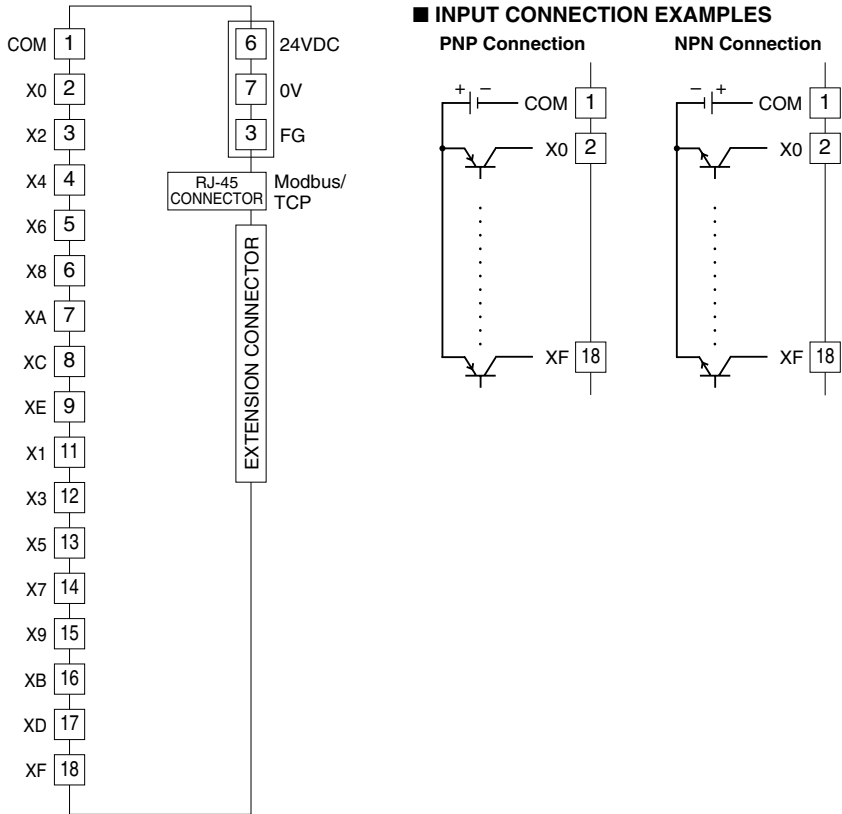 COM 1
X0 2
X2 3
X4 4
X6 5
X8 6
XA 7
XC 8
XE 9
X1 11
X3 12
X5 13
X7 14
X9 15
XB 16
XD 17
XF 18
6 24VDC
7 0V
3 FG
RJ-45
CONNECTOR
Modbus/
TCP
EXTENSION CONNECTOR
■ INPUT CONNECTION EXAMPLES
PNP Connection
+ −
COM 1
X0 2
XF 18
NPN Connection
− +
COM 1
X0 2
XF 18